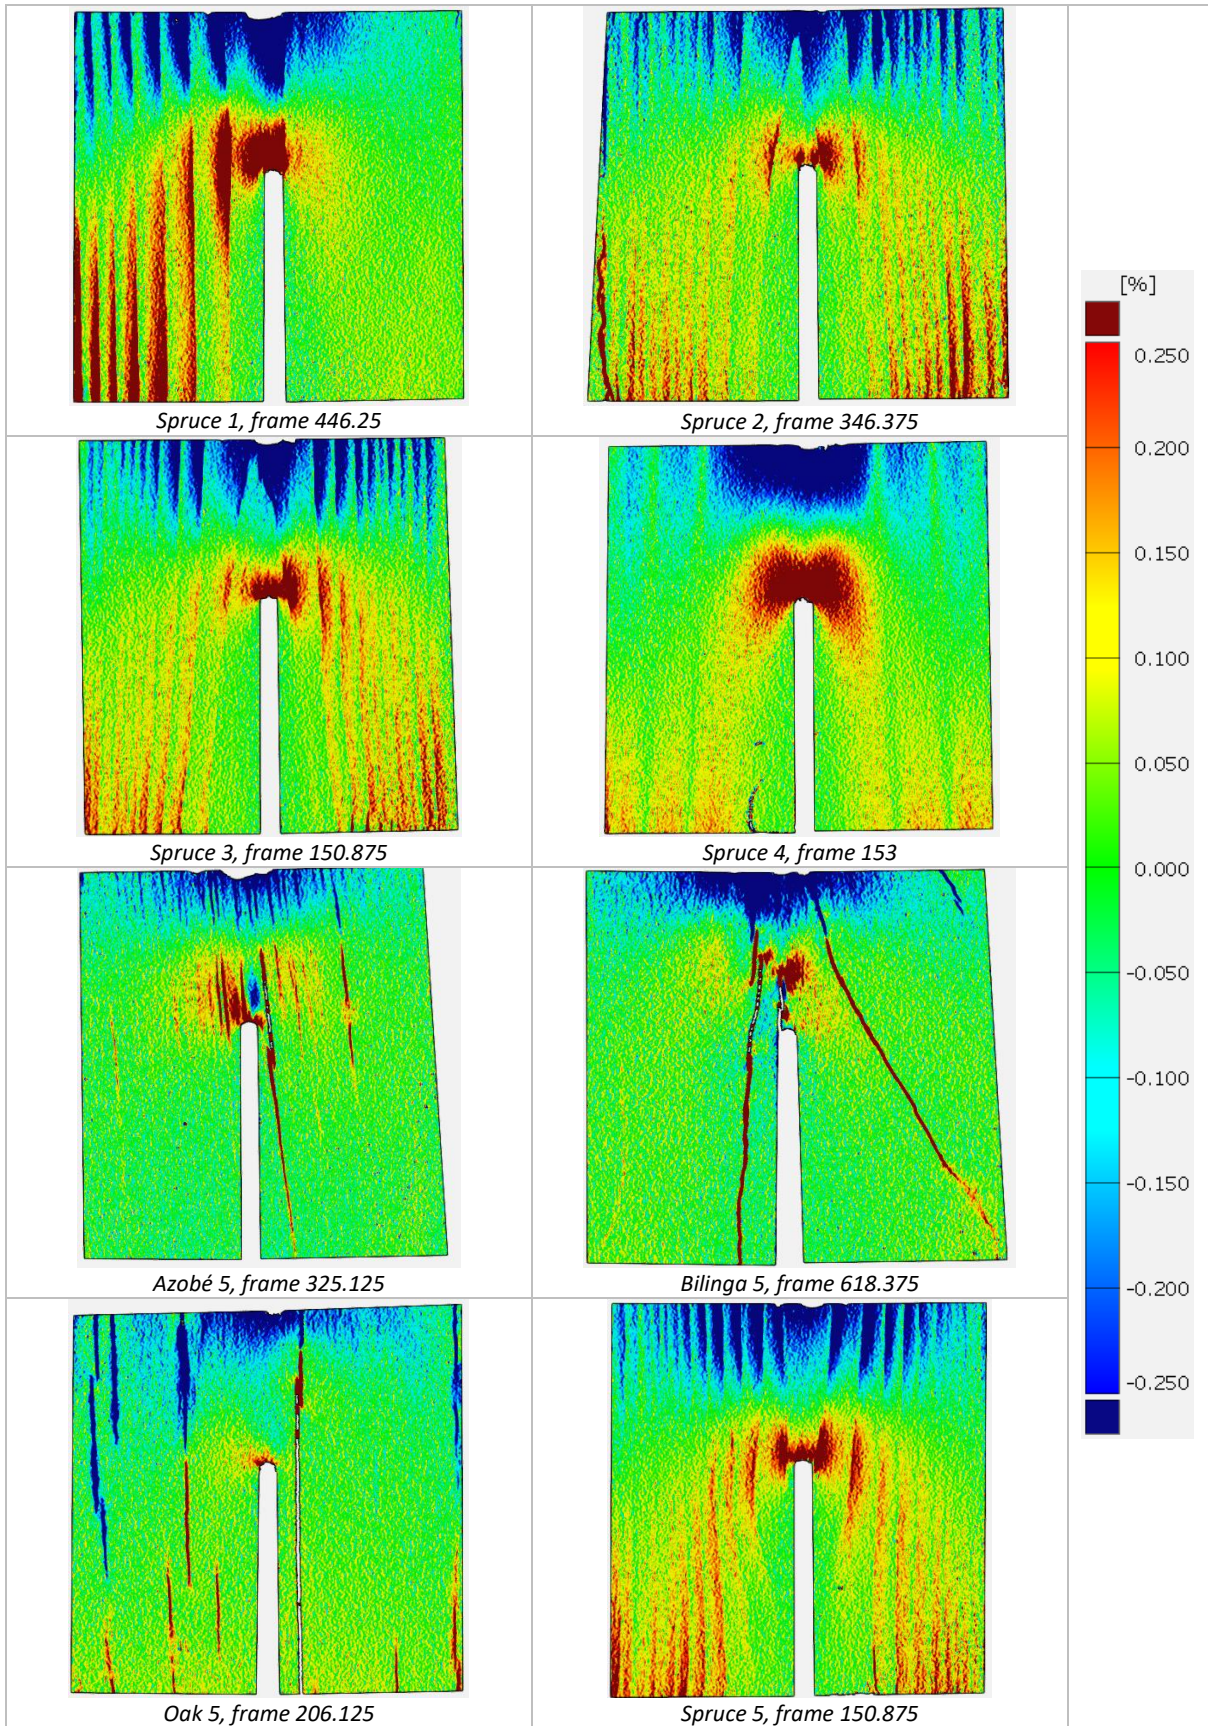 Spruce 1, frame 446.25
Spruce 2, frame 346.375
Spruce 3, frame 150.875
Spruce 4, frame 153
Azobé 5, frame 325.125
Bilinga 5, frame 618.375
Oak 5, frame 206.125
Spruce 5, frame 150.875
[%]
0.250
0.200
0.150
0.100
0.050
0.000
-0.050
-0.100
-0.150
-0.200
-0.250